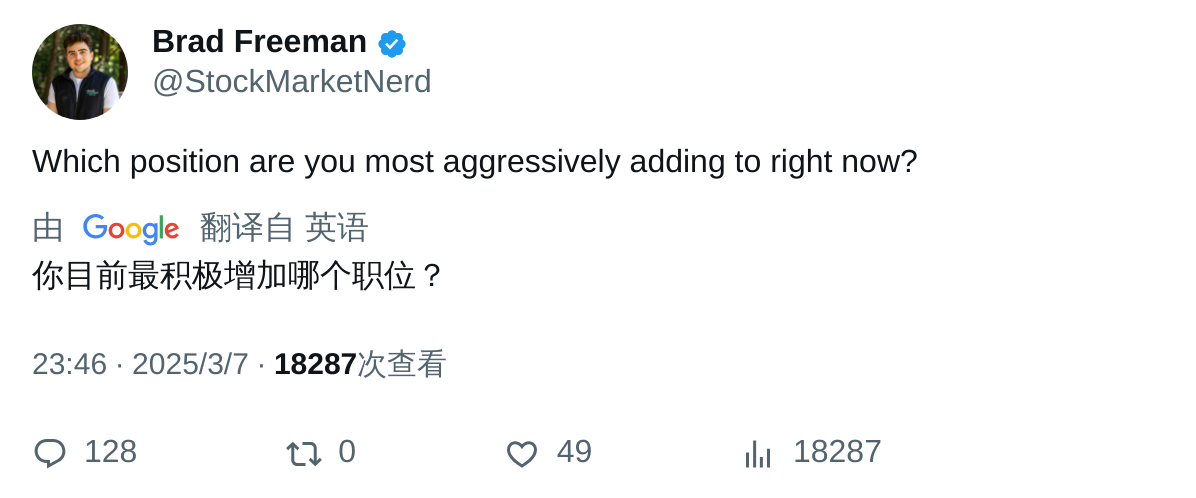 Brad Freeman
@StockMarketNerd
Which position are you most aggressively adding to right now?
由 Google 翻译自 英语
你目前最积极增加哪个职位？
23:46 · 2025/3/7 · 18287次查看
128 0 49 18287